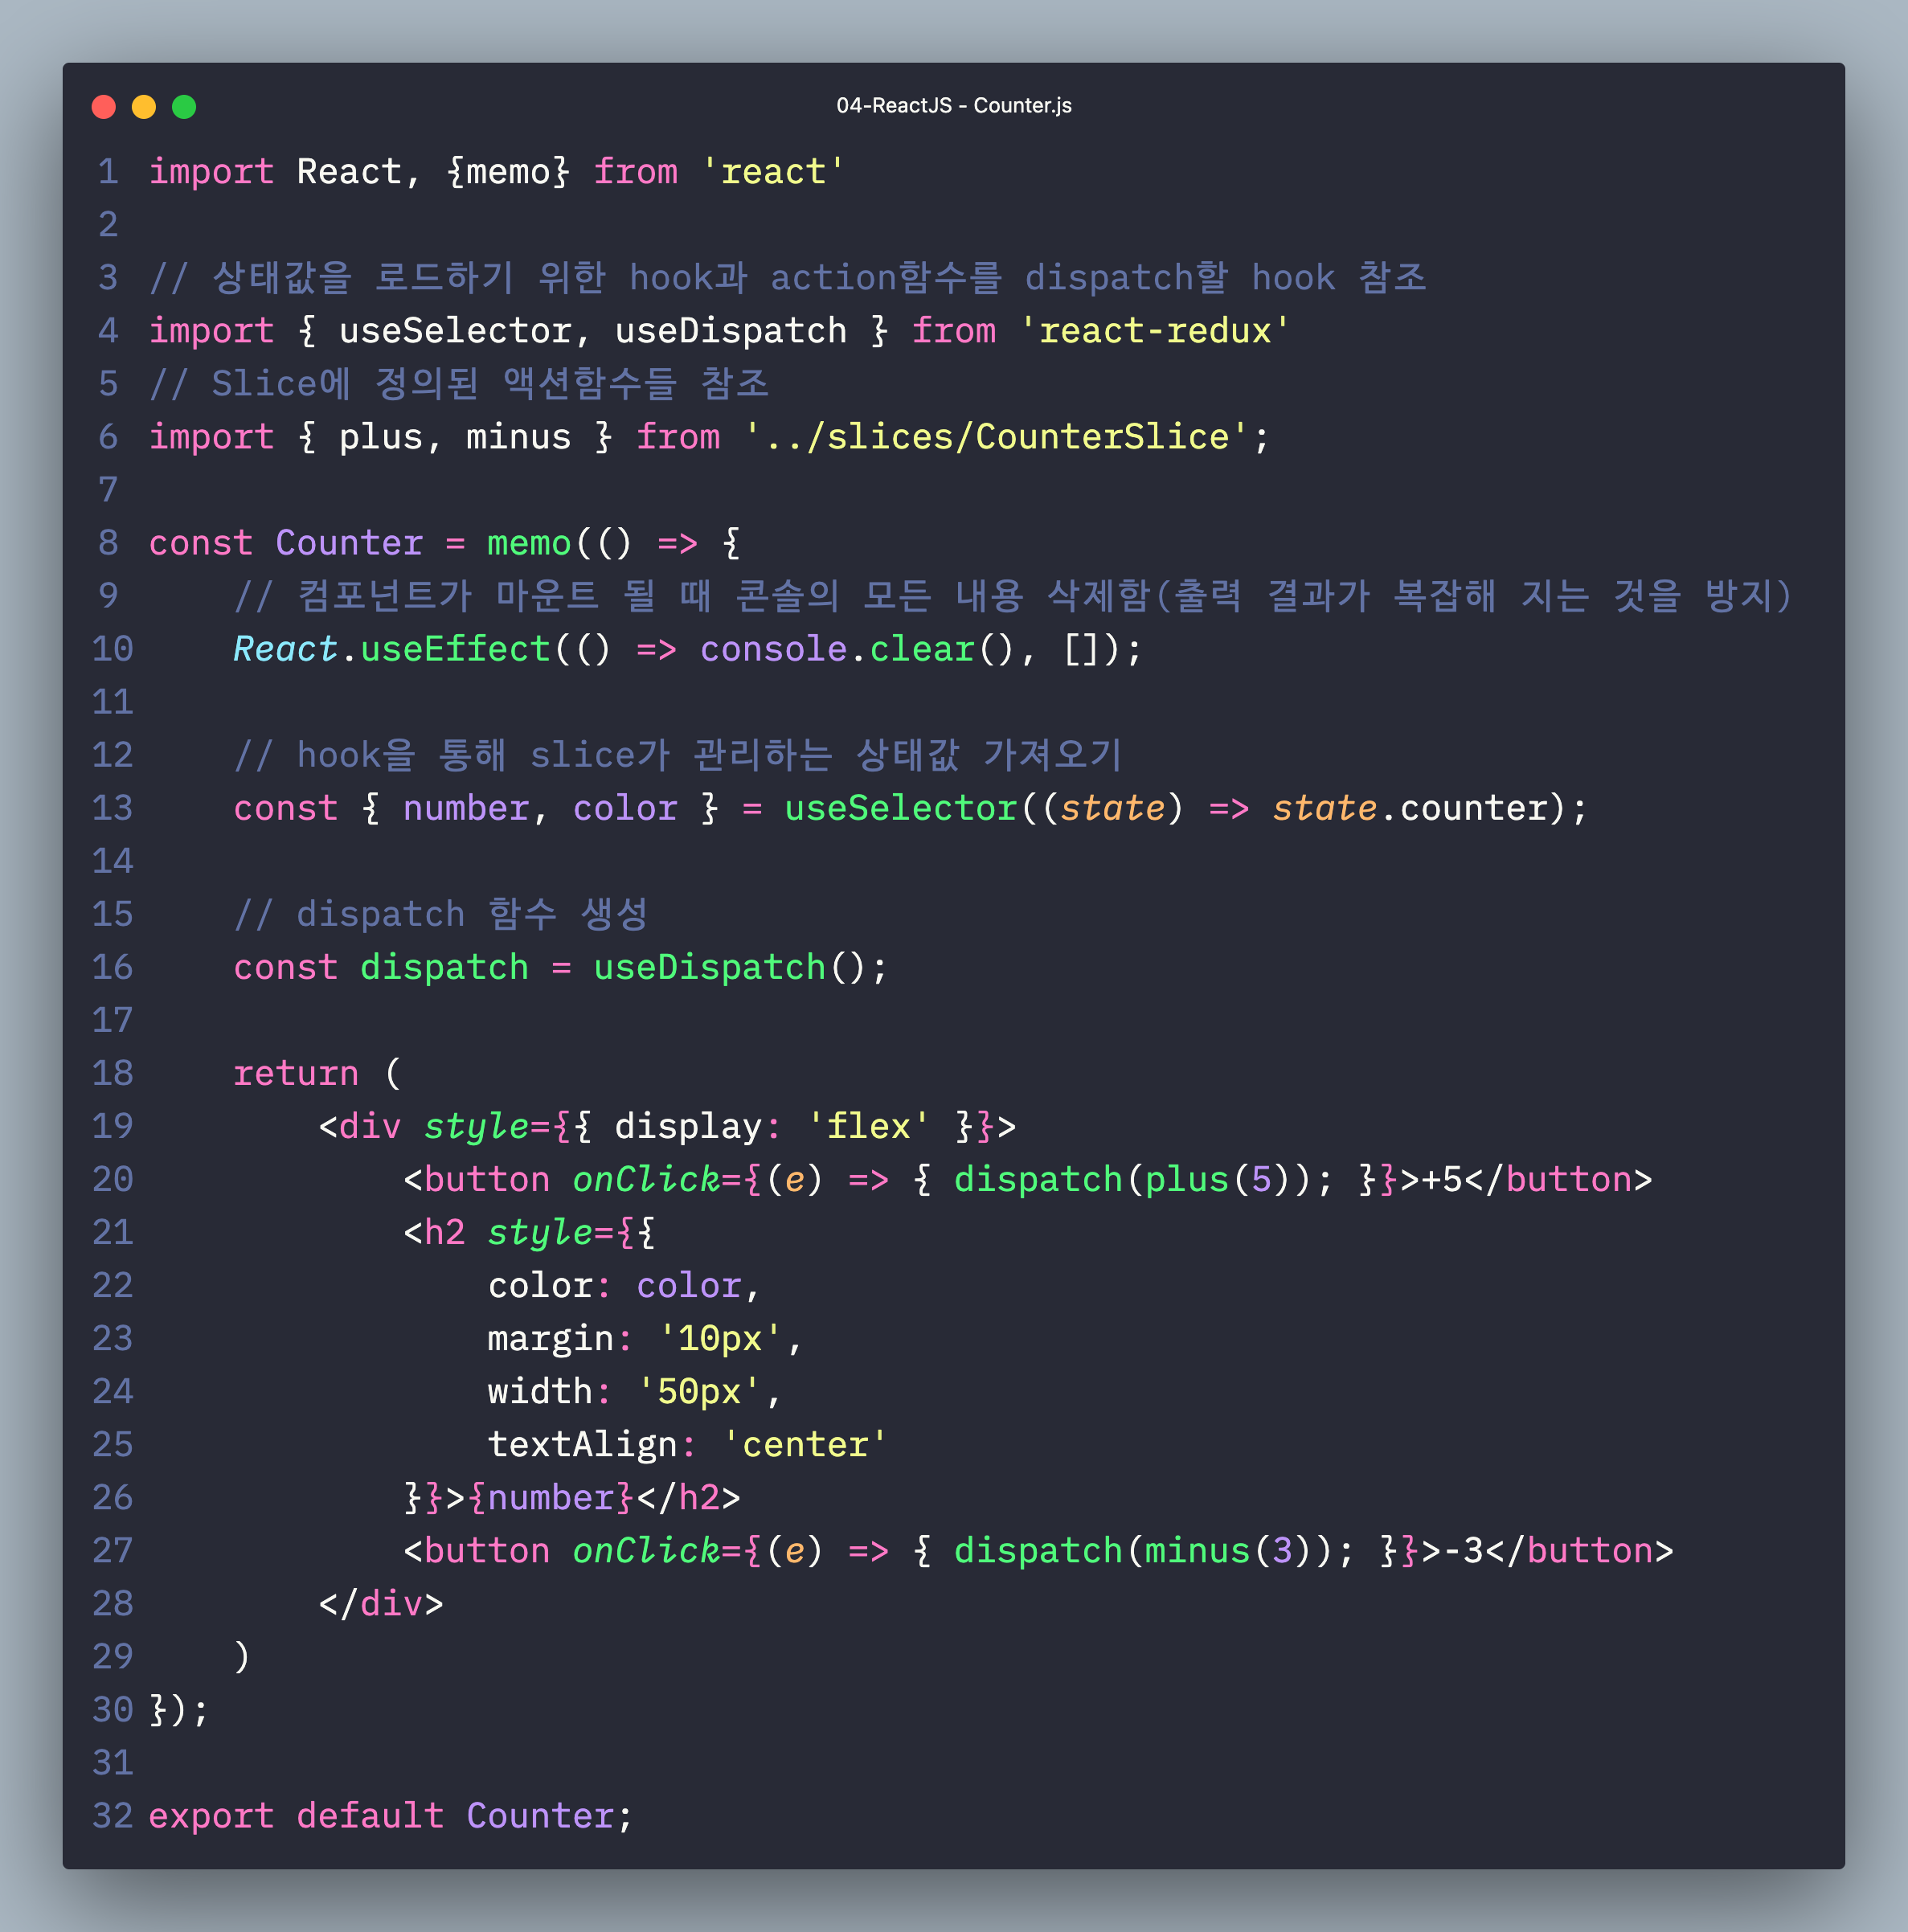 04-ReactJS - Counter.js
1 import React, {memo} from 'react'
2
3 // 상태값을 로드하기 위한 hook과 action함수를 dispatch할 hook 참조
4 import { useSelector, useDispatch } from 'react-redux'
5 // Slice에 정의된 액션함수들 참조
6 import { plus, minus } from '../slices/CounterSlice';
7
8 const Counter = memo(() => {
9     // 컴포넌트가 마운트 될 때 콘솔의 모든 내용 삭제함(출력 결과가 복잡해 지는 것을 방지)
10     React.useEffect(() => console.clear(), []);
11
12     // hook을 통해 slice가 관리하는 상태값 가져오기
13     const { number, color } = useSelector((state) => state.counter);
14
15     // dispatch 함수 생성
16     const dispatch = useDispatch();
17
18     return (
19         <div style={{ display: 'flex' }}>
20             <button onClick={(e) => { dispatch(plus(5)); }}>+5</button>
21             <h2 style={{
22                 color: color,
23                 margin: '10px',
24                 width: '50px',
25                 textAlign: 'center'
26             }}>{number}</h2>
27             <button onClick={(e) => { dispatch(minus(3)); }}>-3</button>
28         </div>
29     )
30 });
31
32 export default Counter;